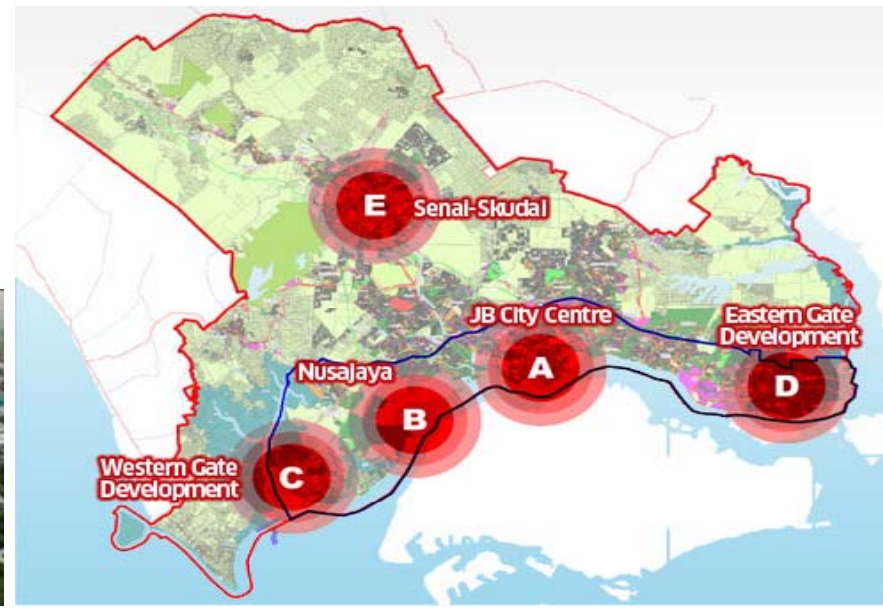 E
Senai-Skudai
JB City Centre
Eastern Gate
Development
A
Nusajaya
D
B
Western Gate
Development
C